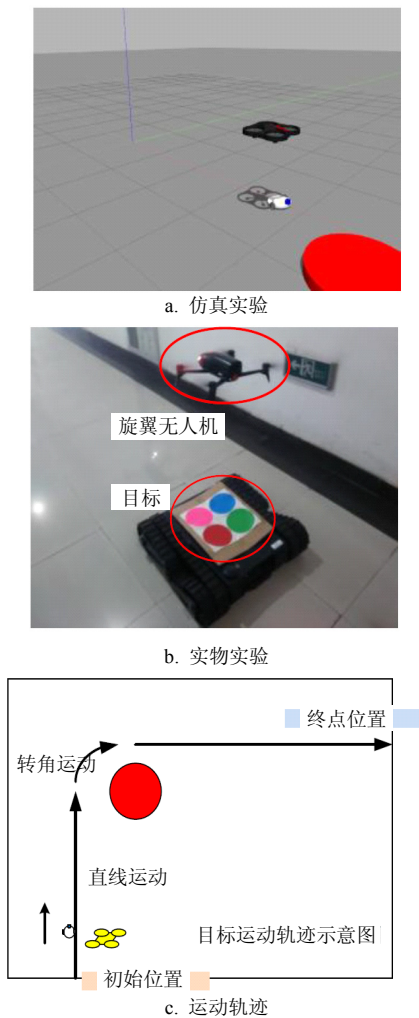 a. 仿真实验
旋翼无人机
目标
b. 实物实验
终点位置
转角运动
直线运动
目标运动轨迹示意图
初始位置
c. 运动轨迹